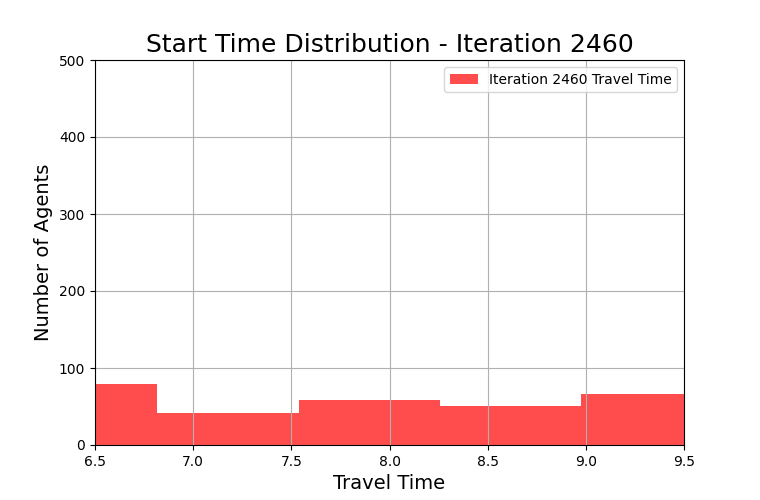 Start Time Distribution - Iteration 2460
Iteration 2460 Travel Time
Number of Agents
500
400
300
200
100
0
6.5 7.0 7.5 8.0 8.5 9.0 9.5
Travel Time